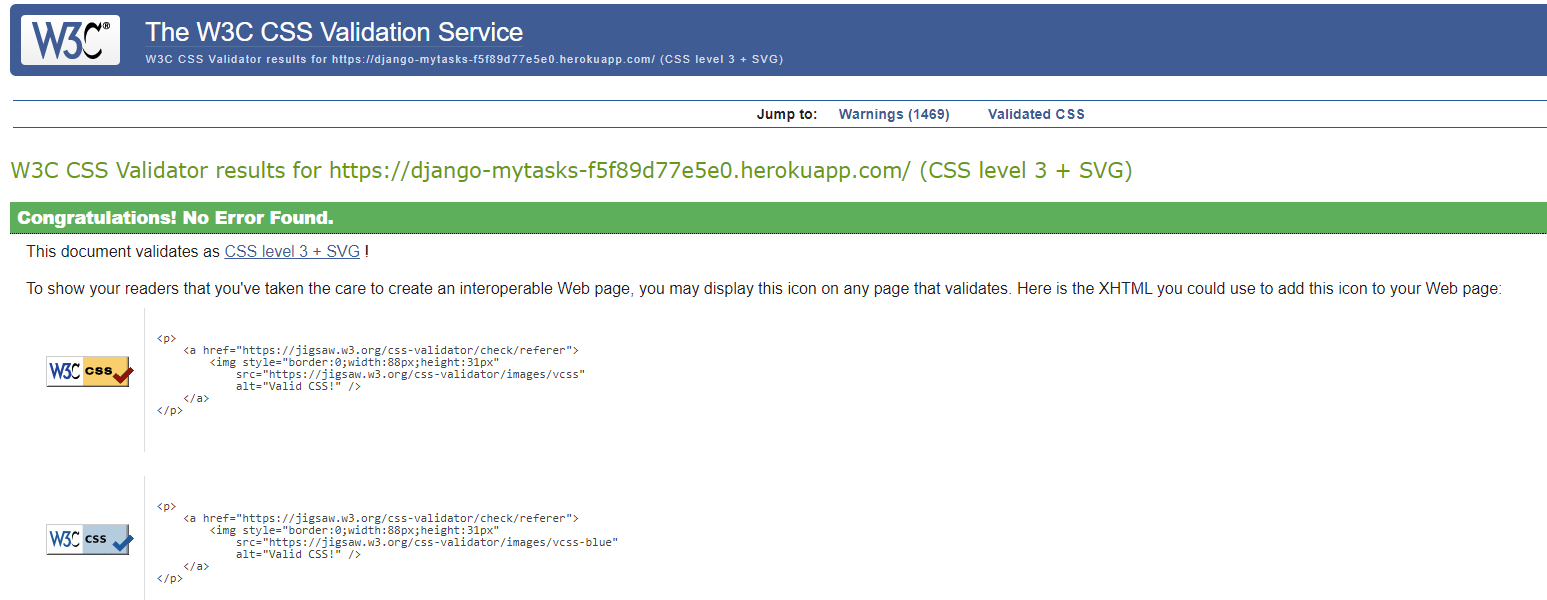 W3C®
The W3C CSS Validation Service
W3C CSS Validator results for https://django-mytasks-f5f89d77e5e0.herokuapp.com/ (CSS level 3 + SVG)
Jump to: Warnings (1469) Validated CSS
W3C CSS Validator results for https://django-mytasks-f5f89d77e5e0.herokuapp.com/ (CSS level 3 + SVG)
Congratulations! No Error Found.
This document validates as CSS level 3 + SVG !
To show your readers that you've taken the care to create an interoperable Web page, you may display this icon on any page that validates. Here is the XHTML you could use to add this icon to your Web page:
W3C css
<p>
    <a href="https://jigsaw.w3.org/css-validator/check/referer">
        <img style="border:0;width:88px;height:31px"
            src="https://jigsaw.w3.org/css-validator/images/vcss"
            alt="Valid CSS!" />
    </a>
</p>
W3C css
<p>
    <a href="https://jigsaw.w3.org/css-validator/check/referer">
        <img style="border:0;width:88px;height:31px"
            src="https://jigsaw.w3.org/css-validator/images/vcss-blue"
            alt="Valid CSS!" />
    </a>
</p>